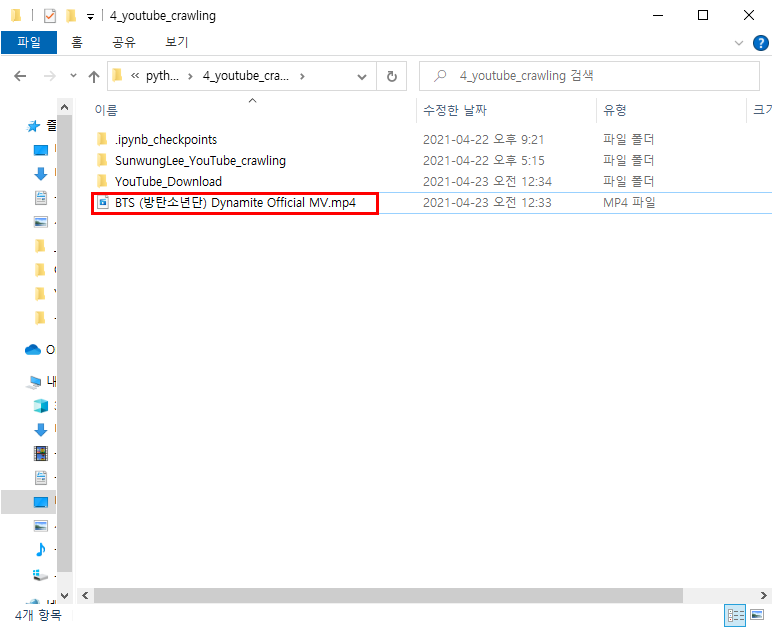 4_youtube_crawling
파일 홈 공유 보기
« pyth... > 4_youtube_cra... > 4_youtube_crawling 검색
이름 수정한 날짜 유형 크기
.ipynb_checkpoints 2021-04-22 오후 9:21 파일 폴더
SunwungLee_YouTube_crawling 2021-04-22 오후 5:15 파일 폴더
YouTube_Download 2021-04-23 오전 12:34 파일 폴더
BTS (방탄소년단) Dynamite Official MV.mp4 2021-04-23 오전 12:33 MP4 파일
즐
O
내
4개 항목